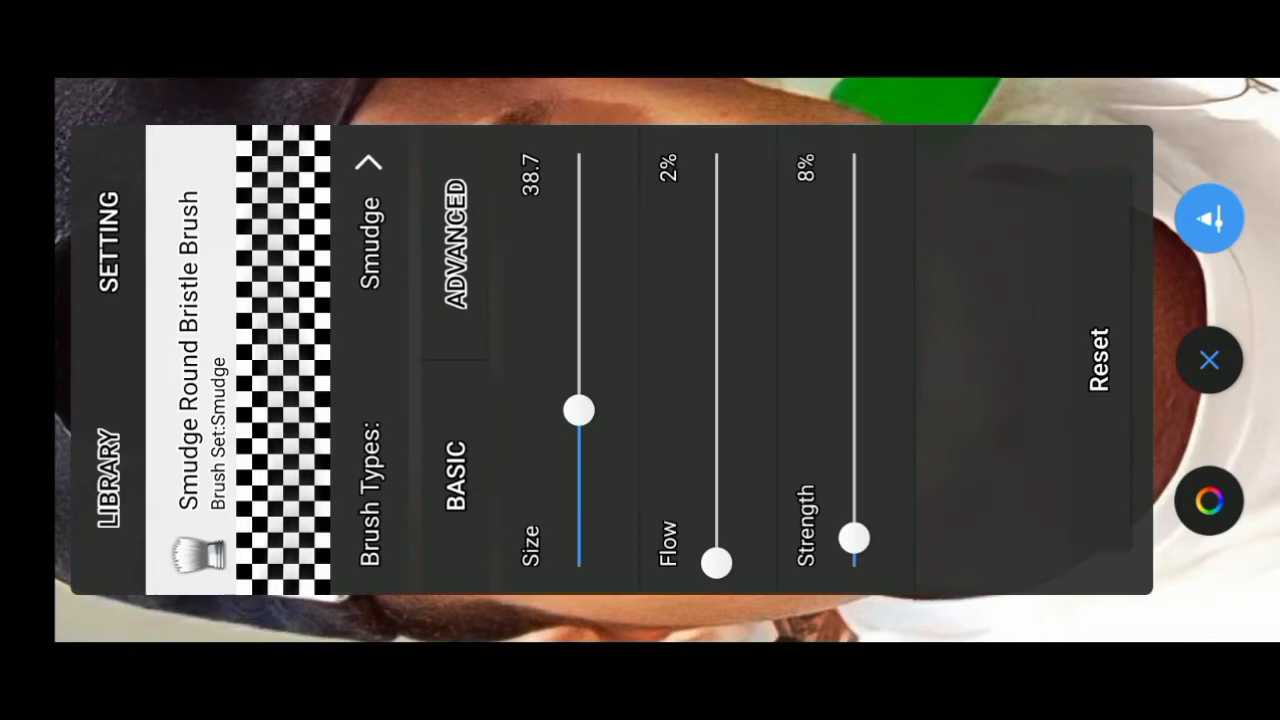 LIBRARY SETTING
Smudge Round Bristle Brush
Brush Set:Smudge
Brush Types: Smudge
BASIC ADVANCED
Size 38.7
Flow 2%
Strength 8%
Reset